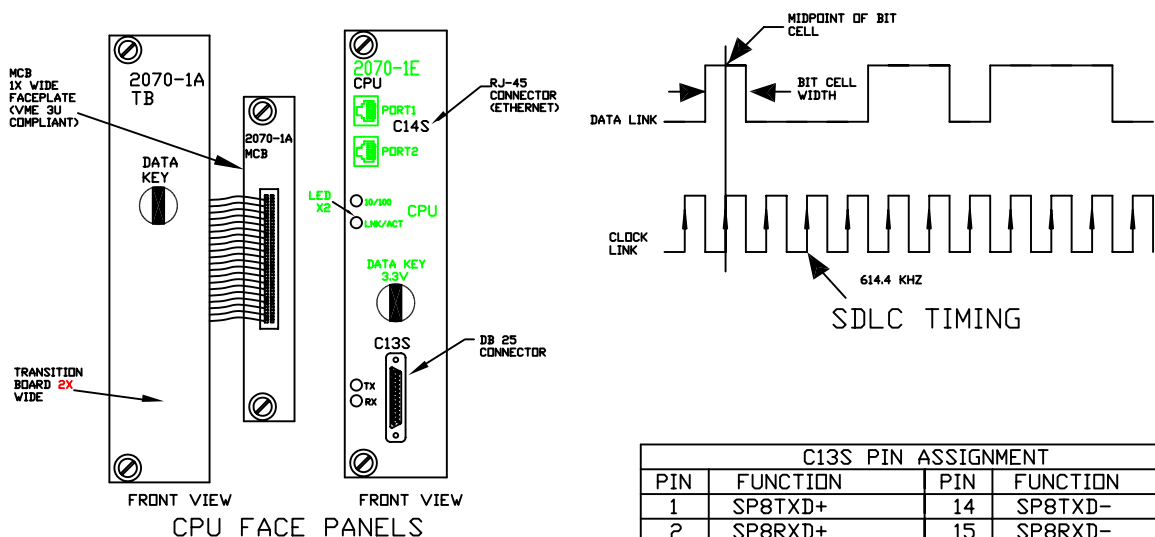 MCB
1X WIDE
FACEPLATE
(VME 3U
COMPLIANT)
2070-1A
TB
DATA
KEY
TRANSITION
BOARD 2X
WIDE
2070-1A
MCB
FRONT VIEW
2070-1E
CPU
PORT1
C14S
PORT2
LED
X2
10/100
LNK/ACT
CPU
DATA KEY
3.3V
C13S
TX
RX
RJ-45
CONNECTOR
(ETHERNET)
DB 25
CONNECTOR
FRONT VIEW
CPU FACE PANELS
MIDPOINT OF BIT
CELL
BIT CELL
WIDTH
DATA LINK
CLOCK
LINK
614.4 KHZ
SDLC TIMING
C13S PIN ASSIGNMENT
PIN FUNCTION PIN FUNCTION
1 SP8TXD+ 14 SP8TXD-
2 SP8RXD+ 15 SP8RXD-